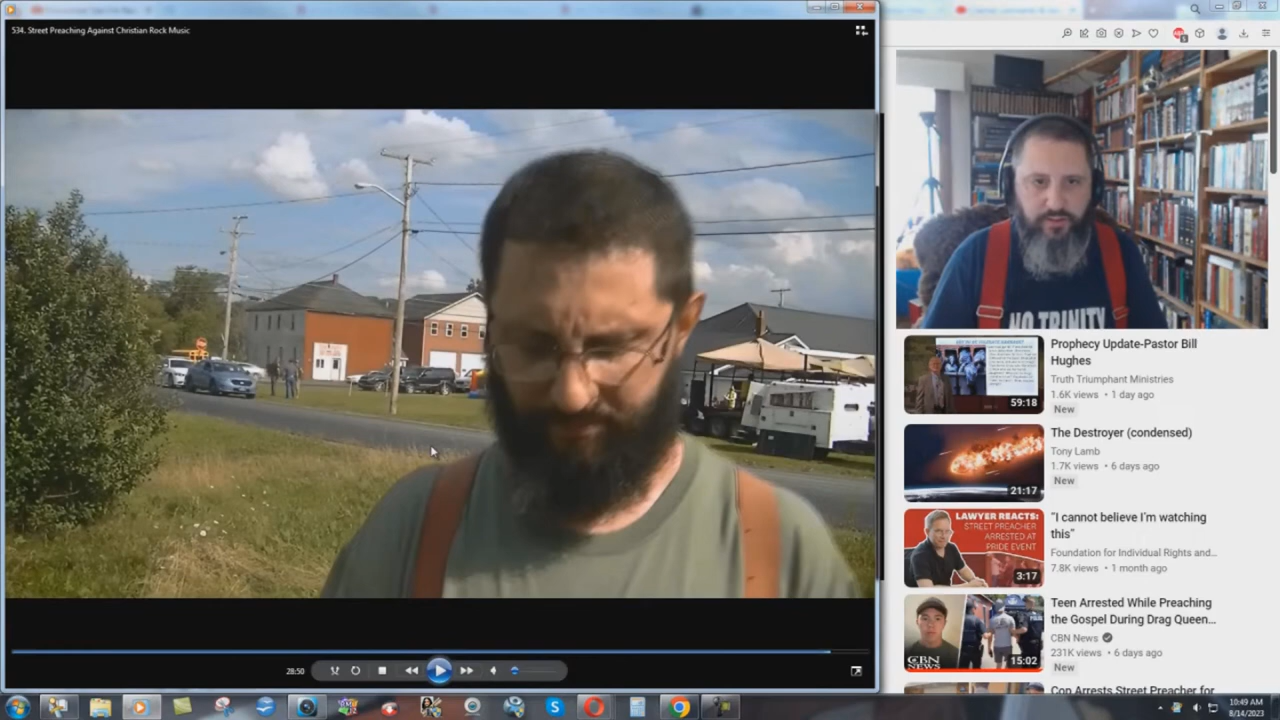 534. Street Preaching Against Christian Rock Music
NO TRINITY
Prophecy Update-Pastor Bill
Hughes
Truth Triumphant Ministries
1.6K views • 1 day ago
New
59:18
The Destroyer (condensed)
Tony Lamb
1.7K views • 6 days ago
New
21:17
LAWYER REACTS:
STREET PREACHER
ARRESTED AT
PRIDE EVENT
3:17
"I cannot believe I'm watching
this"
Foundation for Individual Rights and...
7.8K views • 1 month ago
Teen Arrested While Preaching
the Gospel During Drag Queen...
CBN News
231K views • 6 days ago
New
CBN
NEWS
15:02
Cop Arrests Street Preacher for
28:50
10:49 AM
8/14/2023